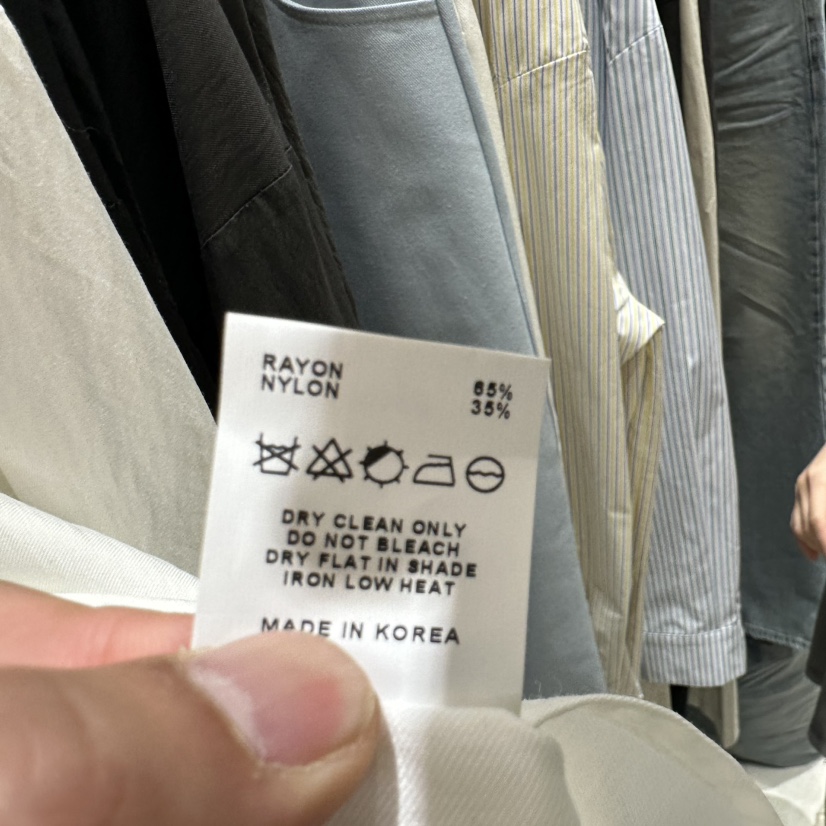 RAYON 65%
NYLON 35%
DRY CLEAN ONLY
DO NOT BLEACH
DRY FLAT IN SHADE
IRON LOW HEAT
MADE IN KOREA